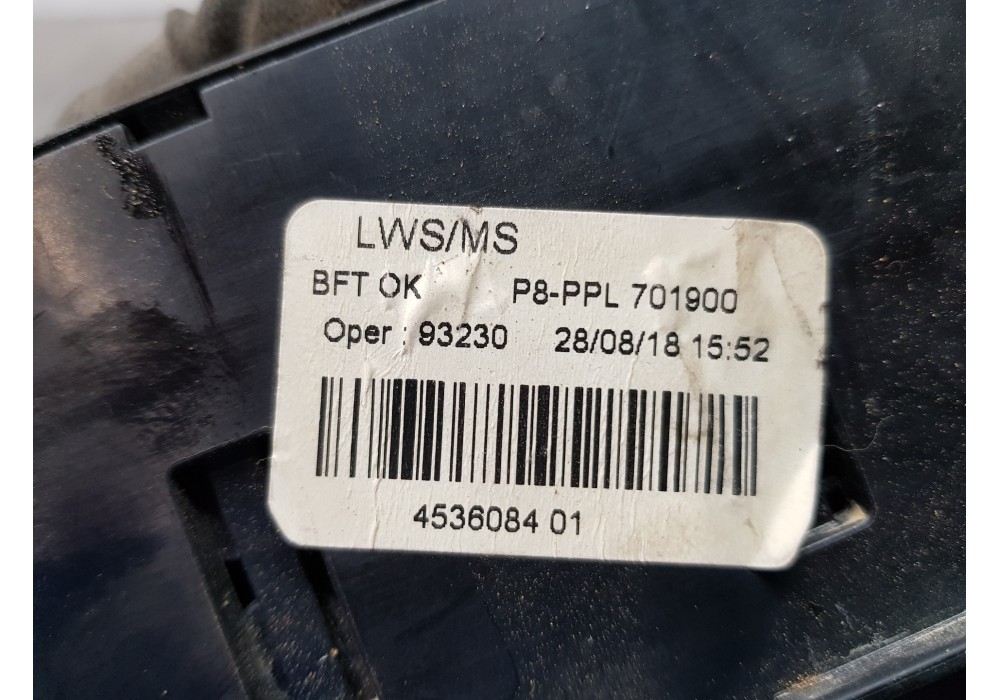 LWS/MS
BFT OK P8-PPL 701900
Oper : 93230 28/08/18 15:52
4536084 01